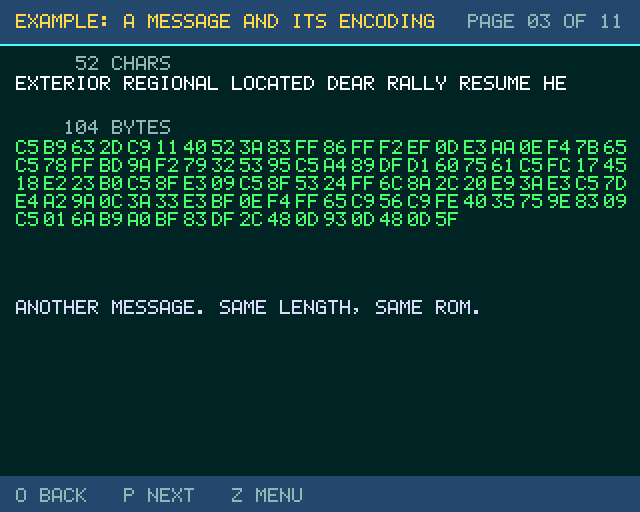 EXAMPLE: A MESSAGE AND ITS ENCODING PAGE 03 OF 11
52 CHARS
EXTERIOR REGIONAL LOCATED DEAR RALLY RESUME HE
104 BYTES
C5 B9 63 2D C9 11 40 52 3A 83 FF 86 FF F2 EF 0D E3 AA 0E F4 7B 65
C5 78 FF BD 9A F2 79 32 53 95 C5 A4 89 DF D1 60 75 61 C5 FC 17 45
18 E2 23 B0 C5 8F E3 09 C5 8F 53 24 FF 6C 8A 2C 20 E9 3A E3 C5 7D
E4 A2 9A 0C 3A 33 E3 BF 0E F4 FF 65 C9 56 C9 FE 40 35 75 9E 83 09
C5 01 6A B9 A0 BF 83 DF 2C 48 0D 93 0D 48 0D 5F
ANOTHER MESSAGE. SAME LENGTH, SAME ROM.
O BACK P NEXT Z MENU